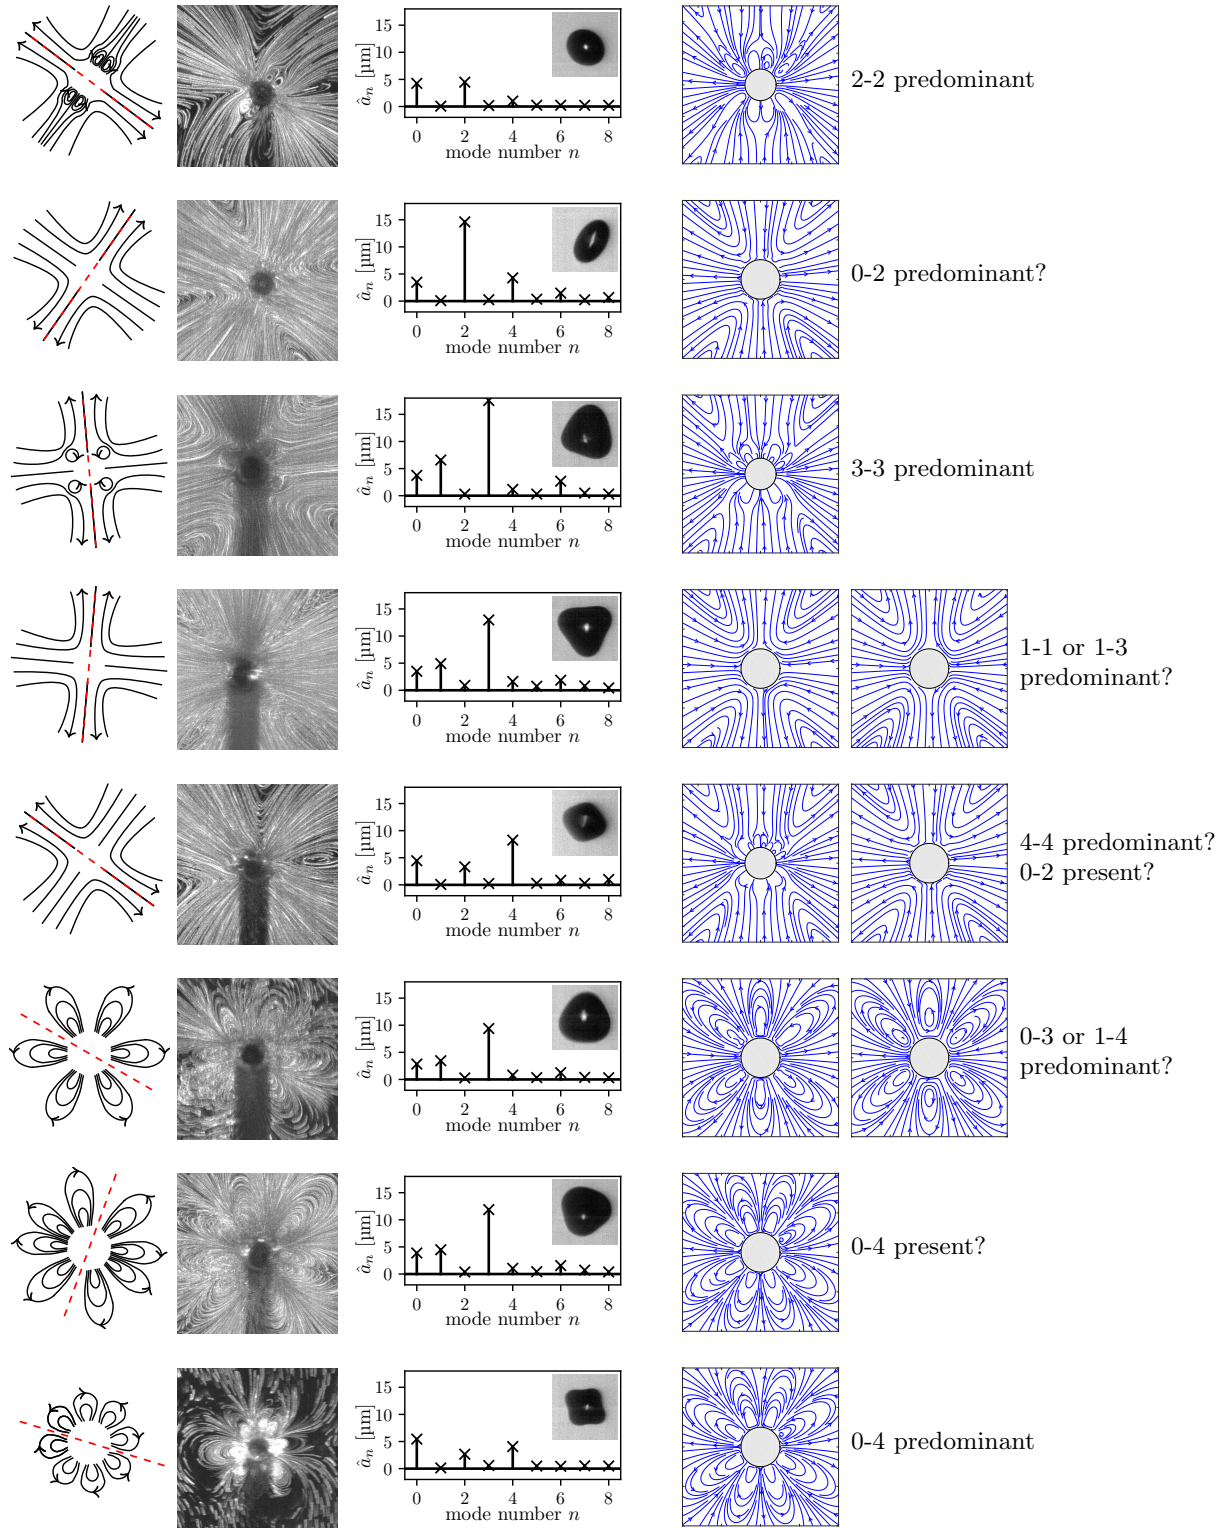 15
10
5
0
â_n [µm]
0 2 4 6 8
mode number n
2-2 predominant
15
10
5
0
â_n [µm]
0 2 4 6 8
mode number n
0-2 predominant?
15
10
5
0
â_n [µm]
0 2 4 6 8
mode number n
3-3 predominant
15
10
5
0
â_n [µm]
0 2 4 6 8
mode number n
1-1 or 1-3
predominant?
15
10
5
0
â_n [µm]
0 2 4 6 8
mode number n
4-4 predominant?
0-2 present?
15
10
5
0
â_n [µm]
0 2 4 6 8
mode number n
0-3 or 1-4
predominant?
15
10
5
0
â_n [µm]
0 2 4 6 8
mode number n
0-4 present?
15
10
5
0
â_n [µm]
0 2 4 6 8
mode number n
0-4 predominant